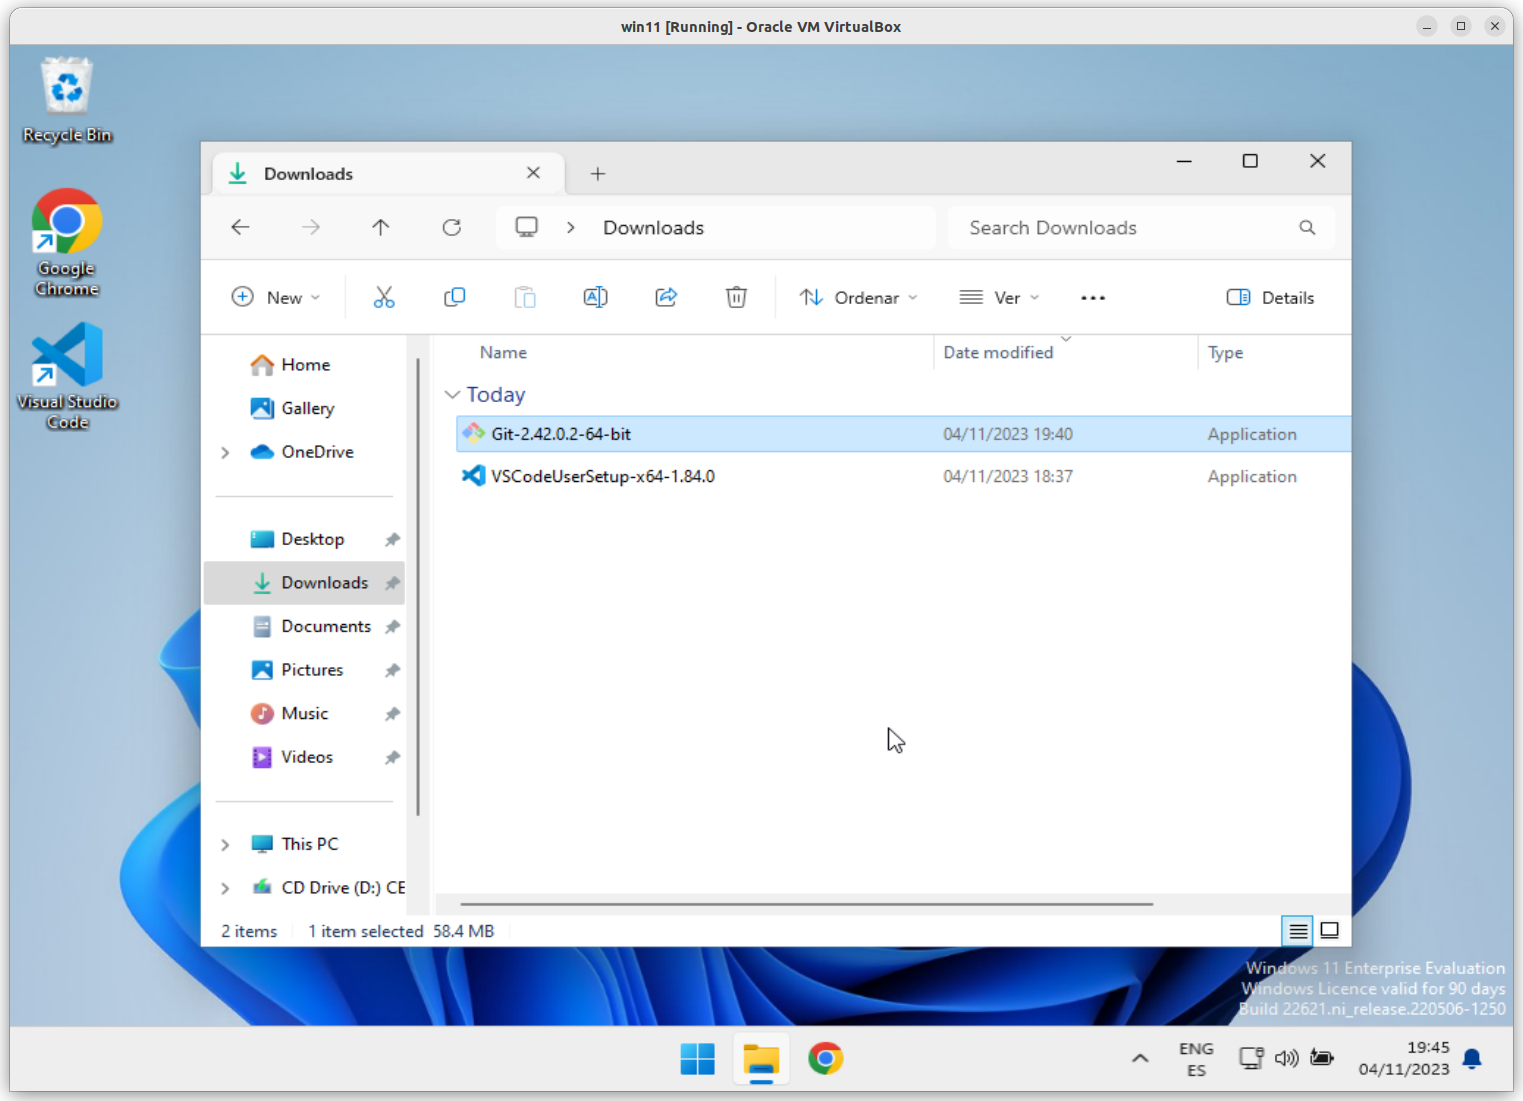 win11 [Running] - Oracle VM VirtualBox
Recycle Bin
Google
Chrome
Visual Studio
Code
Downloads
Downloads
Search Downloads
New
Ordenar
Ver
Details
Home
Gallery
OneDrive
Desktop
Downloads
Documents
Pictures
Music
Videos
This PC
CD Drive (D:) CE
Name Date modified Type
Today
Git-2.42.0.2-64-bit 04/11/2023 19:40 Application
VSCodeUserSetup-x64-1.84.0 04/11/2023 18:37 Application
2 items 1 item selected 58.4 MB
Windows 11 Enterprise Evaluation
Windows Licence valid for 90 days
Build 22621.ni_release.220506-1250
ENG
ES
19:45
04/11/2023